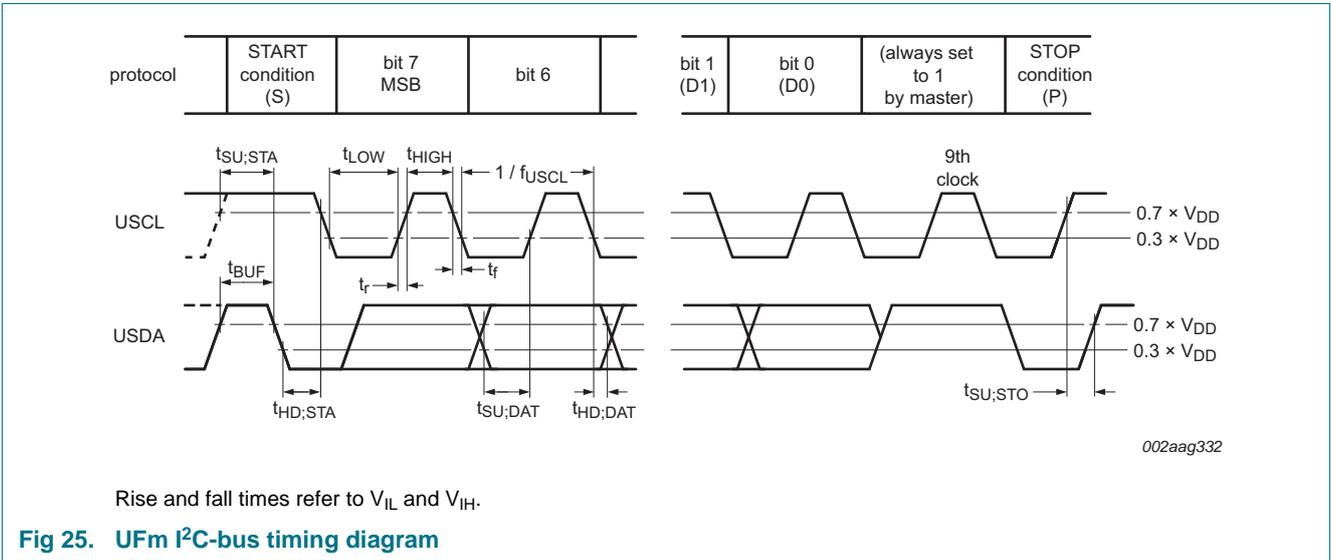 protocol
START
condition
(S)
bit 7
MSB
bit 6
bit 1
(D1)
bit 0
(D0)
(always set
to 1
by master)
STOP
condition
(P)
tSU;STA
tLOW
tHIGH
1 / fUSCL
9th
clock
USCL
0.7 × VDD
0.3 × VDD
tBUF
tr
tf
USDA
0.7 × VDD
0.3 × VDD
tHD;STA
tSU;DAT
tHD;DAT
tSU;STO
002aag332
Rise and fall times refer to VIL and VIH.
Fig 25. UFm I²C-bus timing diagram